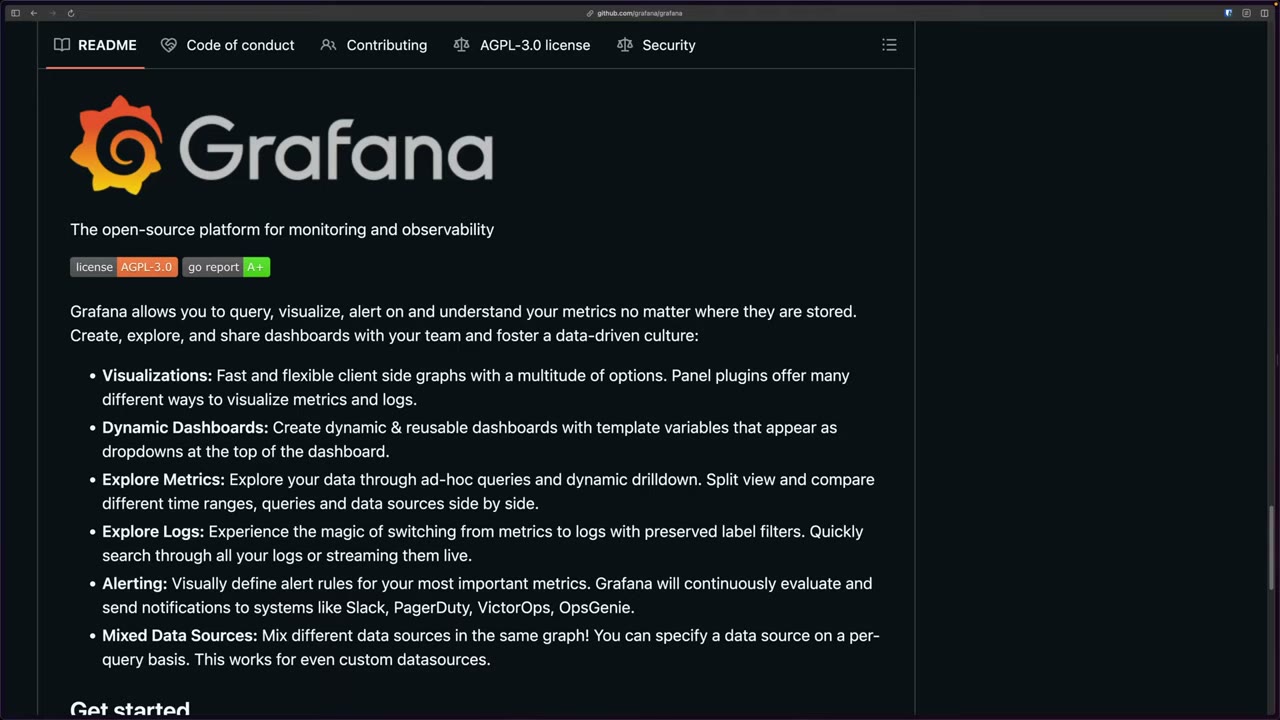 github.com/grafana/grafana
README Code of conduct Contributing AGPL-3.0 license Security
Grafana
The open-source platform for monitoring and observability
license AGPL-3.0 go report A+
Grafana allows you to query, visualize, alert on and understand your metrics no matter where they are stored.
Create, explore, and share dashboards with your team and foster a data-driven culture:
• Visualizations: Fast and flexible client side graphs with a multitude of options. Panel plugins offer many
different ways to visualize metrics and logs.
• Dynamic Dashboards: Create dynamic & reusable dashboards with template variables that appear as
dropdowns at the top of the dashboard.
• Explore Metrics: Explore your data through ad-hoc queries and dynamic drilldown. Split view and compare
different time ranges, queries and data sources side by side.
• Explore Logs: Experience the magic of switching from metrics to logs with preserved label filters. Quickly
search through all your logs or streaming them live.
• Alerting: Visually define alert rules for your most important metrics. Grafana will continuously evaluate and
send notifications to systems like Slack, PagerDuty, VictorOps, OpsGenie.
• Mixed Data Sources: Mix different data sources in the same graph! You can specify a data source on a per-
query basis. This works for even custom datasources.
Get started